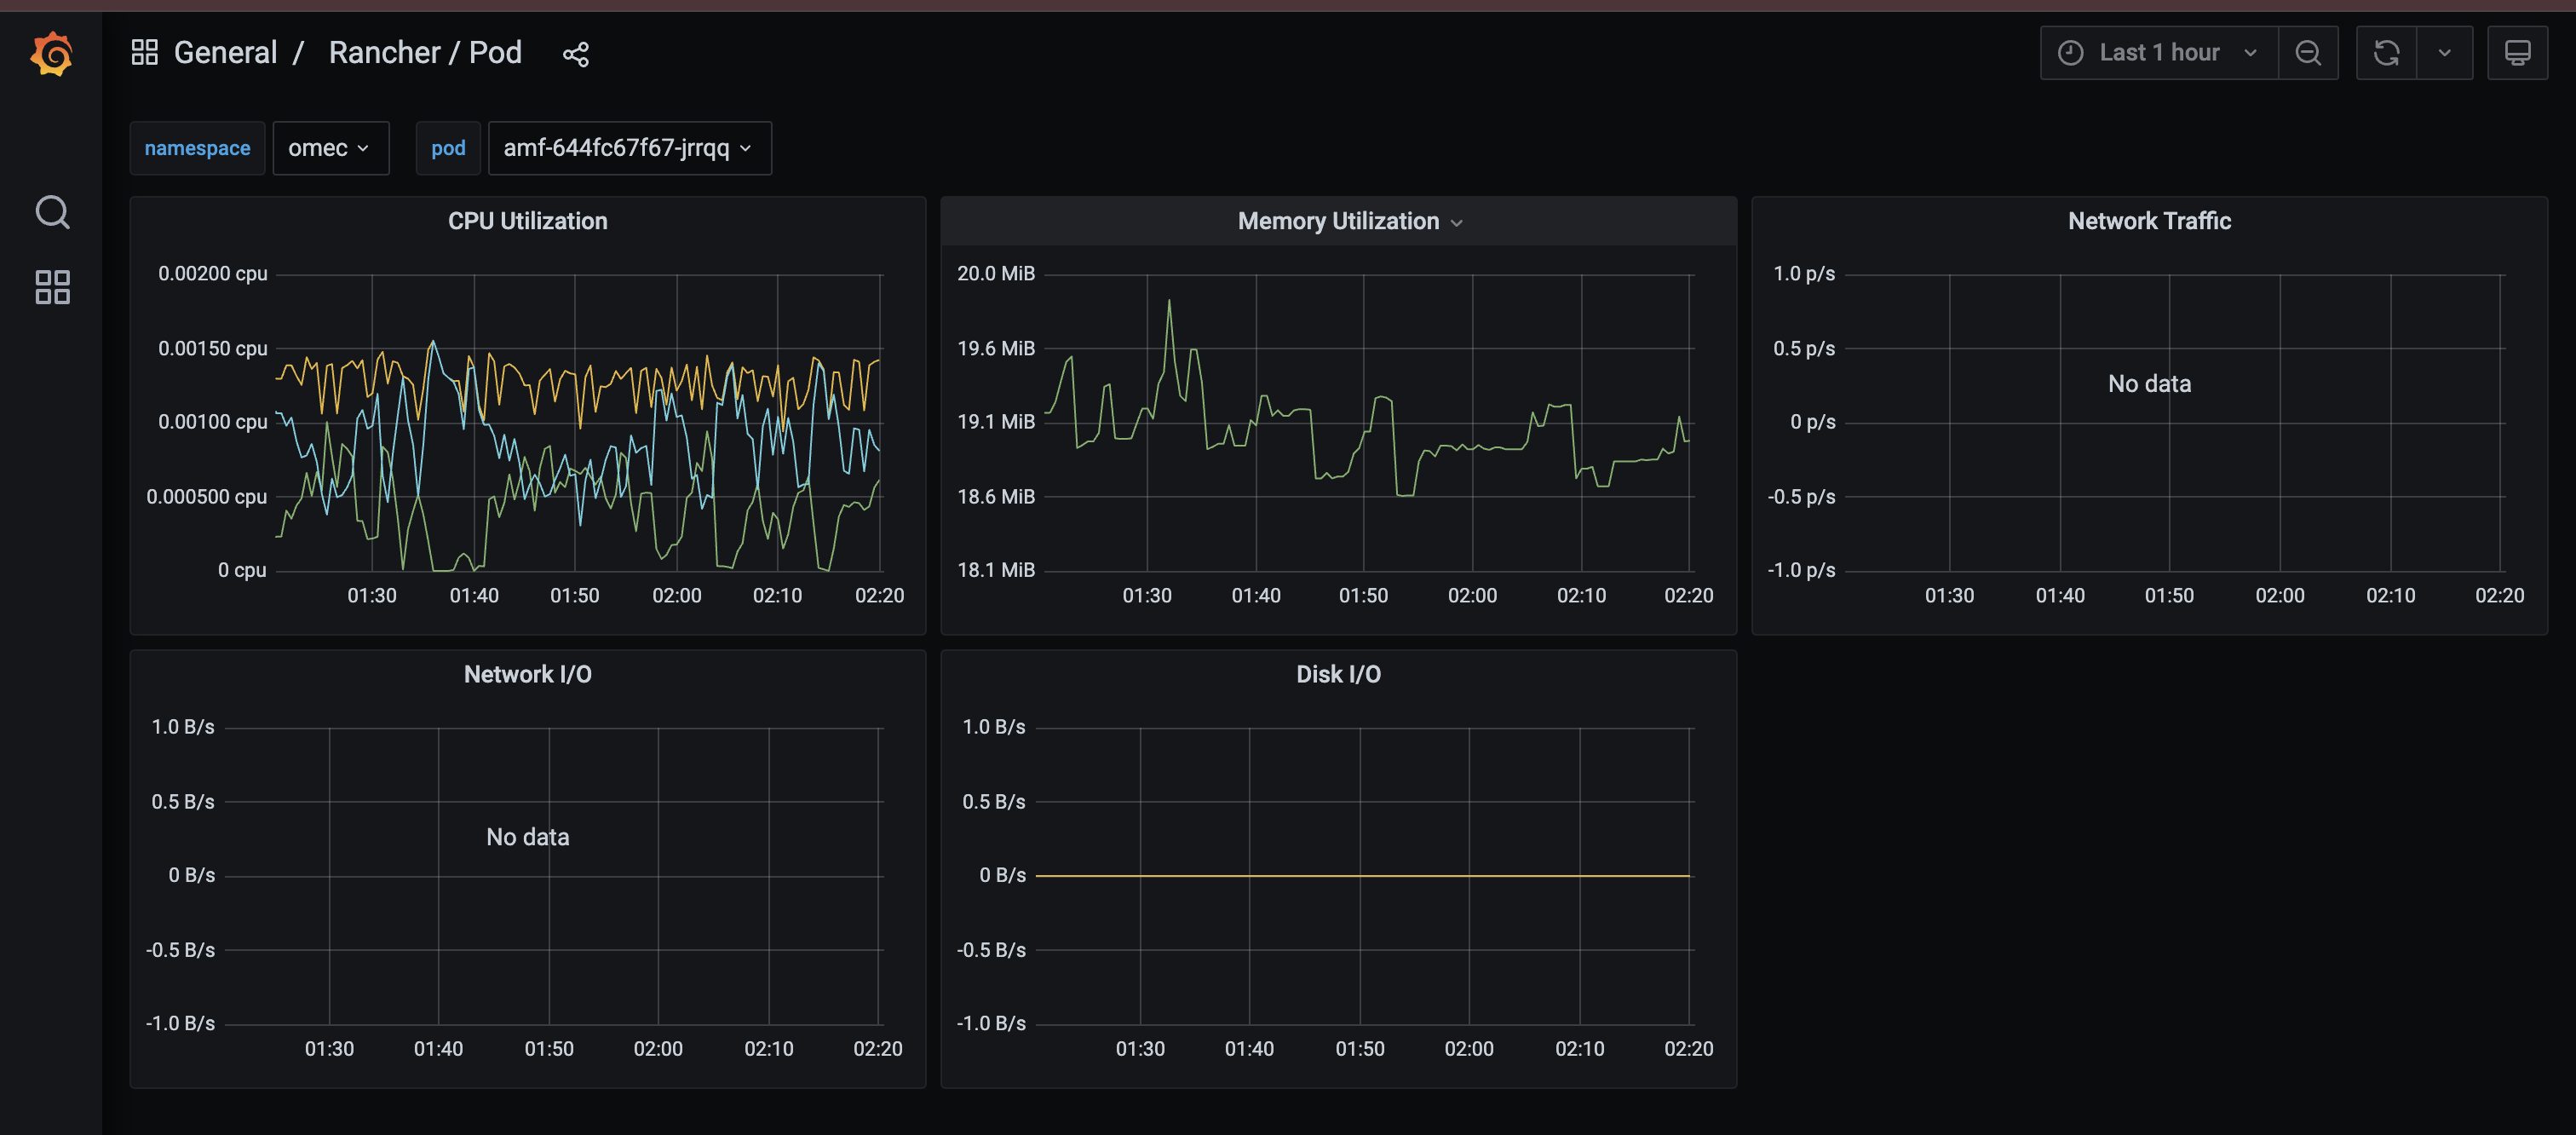 General / Rancher / Pod
Last 1 hour
namespace omec pod amf-644fc67f67-jrrqq
CPU Utilization
0.00200 cpu
0.00150 cpu
0.00100 cpu
0.000500 cpu
0 cpu
01:30 01:40 01:50 02:00 02:10 02:20
Memory Utilization
20.0 MiB
19.6 MiB
19.1 MiB
18.6 MiB
18.1 MiB
01:30 01:40 01:50 02:00 02:10 02:20
Network Traffic
1.0 p/s
0.5 p/s
No data
0 p/s
-0.5 p/s
-1.0 p/s
01:30 01:40 01:50 02:00 02:10 02:20
Network I/O
1.0 B/s
0.5 B/s
No data
0 B/s
-0.5 B/s
-1.0 B/s
01:30 01:40 01:50 02:00 02:10 02:20
Disk I/O
1.0 B/s
0.5 B/s
0 B/s
-0.5 B/s
-1.0 B/s
01:30 01:40 01:50 02:00 02:10 02:20